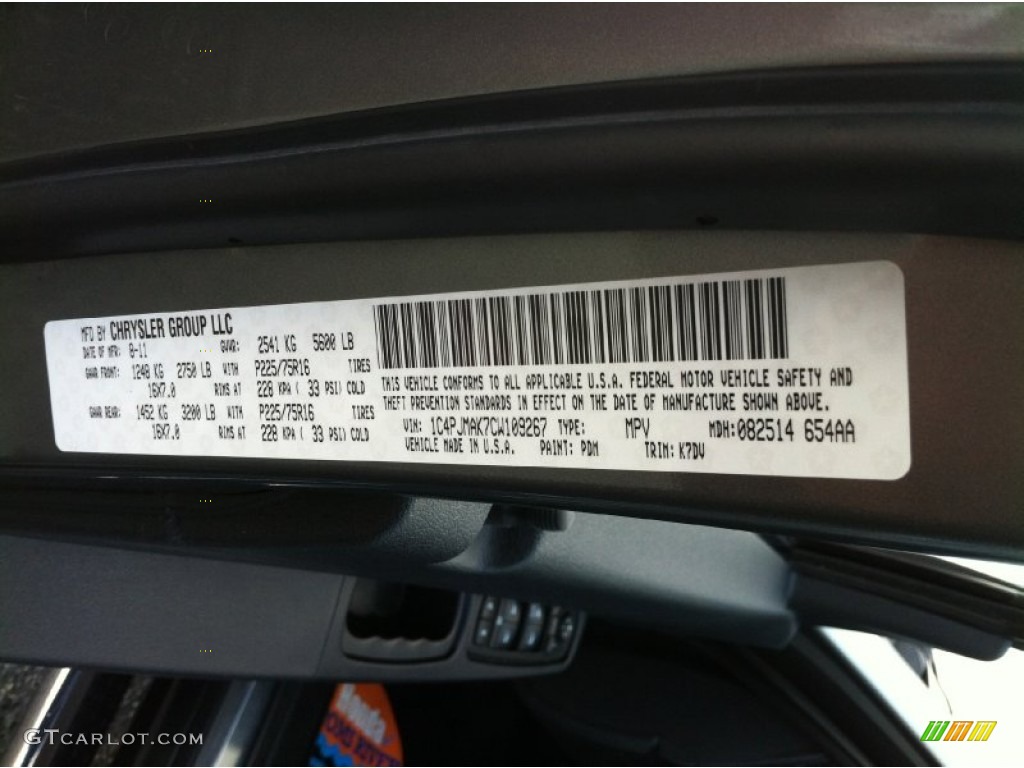 MFD BY CHRYSLER GROUP LLC
DATE OF MFR: 8-11 GVWR: 2541 KG 5600 LB
GAWR FRONT: 1248 KG 2750 LB WITH P225/75R16 TIRES
16X7.0 RIMS AT 228 KPA ( 33 PSI) COLD
GAWR REAR: 1452 KG 3200 LB WITH P225/75R16 TIRES
16X7.0 RIMS AT 228 KPA ( 33 PSI) COLD
THIS VEHICLE CONFORMS TO ALL APPLICABLE U.S.A. FEDERAL MOTOR VEHICLE SAFETY AND
THEFT PREVENTION STANDARDS IN EFFECT ON THE DATE OF MANUFACTURE SHOWN ABOVE.
VIN: 1C4PJMAK7CW109267 TYPE: MPV MDH:082514 654AA
VEHICLE MADE IN U.S.A. PAINT: PDM TRIM: K7DV
Honda
TOMS RIVER
GTCARLOT.COM